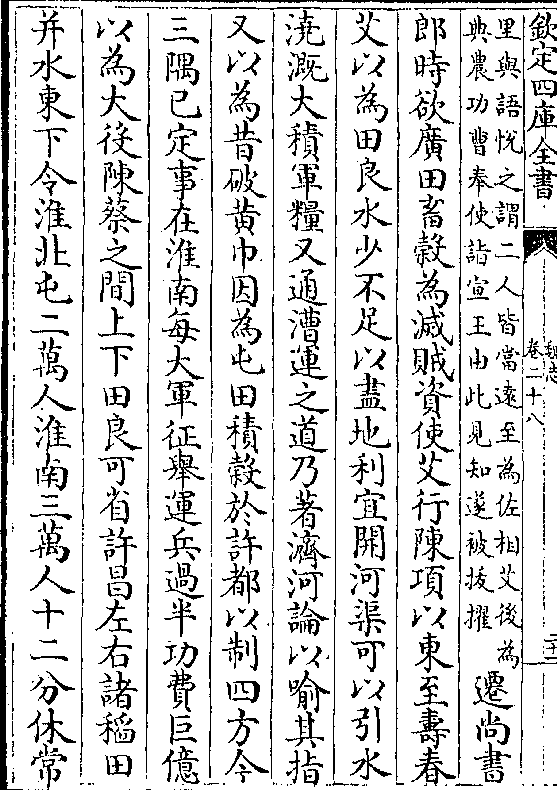 欽定四庫全書
魏志
卷二十八
里與語悅之謂二人皆當遠至為佐相艾後為
典農功曹奉使詣宣王由此見知遂被拔擢
遷尚書
郎時欲廣田畜糓為滅賊資使艾行陳項以東至壽春
艾以為田良水少不足以盡地利宜開河渠可以引水
澆溉大積軍糧又通漕運之道乃著濟河論以喻其指
又以為昔破黄巾因為屯田積糓於許都以制四方今
三隅已定事在淮南每大軍征舉運兵過半功費巨億
以為大役陳蔡之間上下田良可省許昌左右諸稻田
并水東下令淮北屯二萬人淮南三萬人十二分休常